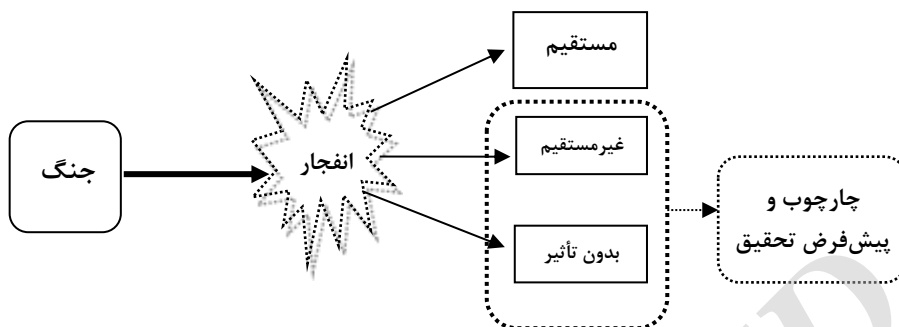 مستقیم
غیرمستقیم
بدون تأثیر
انفجار
جنگ
چارچوب و
پیش‌فرض تحقیق